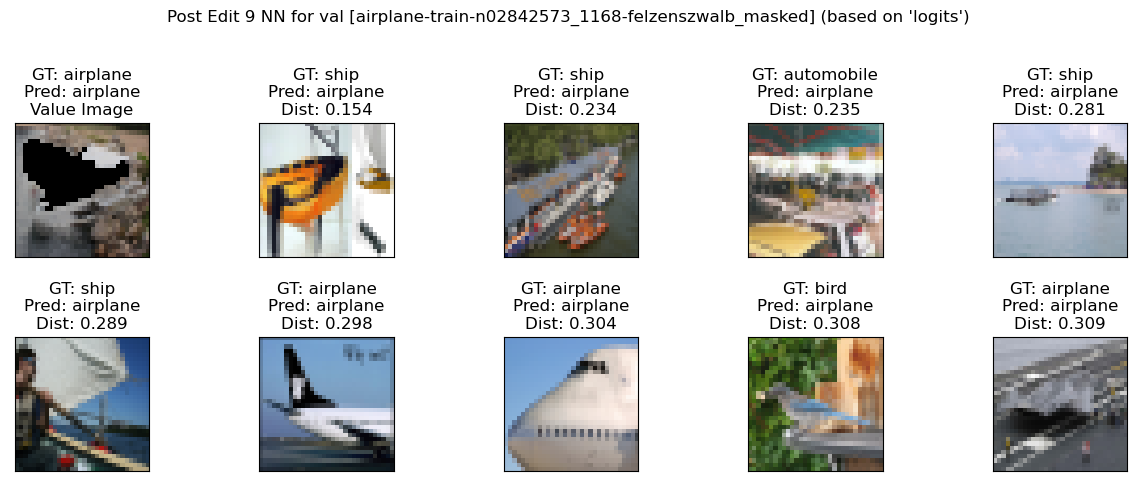 Post Edit 9 NN for val [airplane-train-n02842573_1168-felzenszwalb_masked] (based on 'logits')
GT: airplane
Pred: airplane
Value Image
GT: ship
Pred: airplane
Dist: 0.154
GT: ship
Pred: airplane
Dist: 0.234
GT: automobile
Pred: airplane
Dist: 0.235
GT: ship
Pred: airplane
Dist: 0.281
GT: ship
Pred: airplane
Dist: 0.289
GT: airplane
Pred: airplane
Dist: 0.298
GT: airplane
Pred: airplane
Dist: 0.304
GT: bird
Pred: airplane
Dist: 0.308
GT: airplane
Pred: airplane
Dist: 0.309